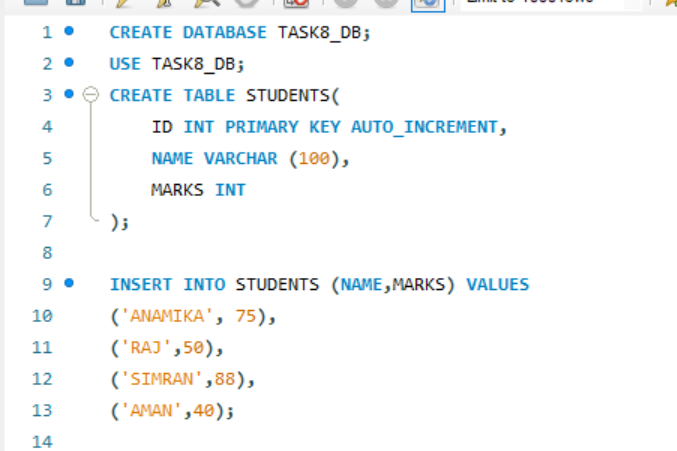 1 CREATE DATABASE TASK8_DB;
2 USE TASK8_DB;
3 CREATE TABLE STUDENTS(
4 ID INT PRIMARY KEY AUTO_INCREMENT,
5 NAME VARCHAR (100),
6 MARKS INT
7 );
8
9 INSERT INTO STUDENTS (NAME,MARKS) VALUES
10 ('ANAMIKA', 75),
11 ('RAJ',50),
12 ('SIMRAN',88),
13 ('AMAN',40);
14